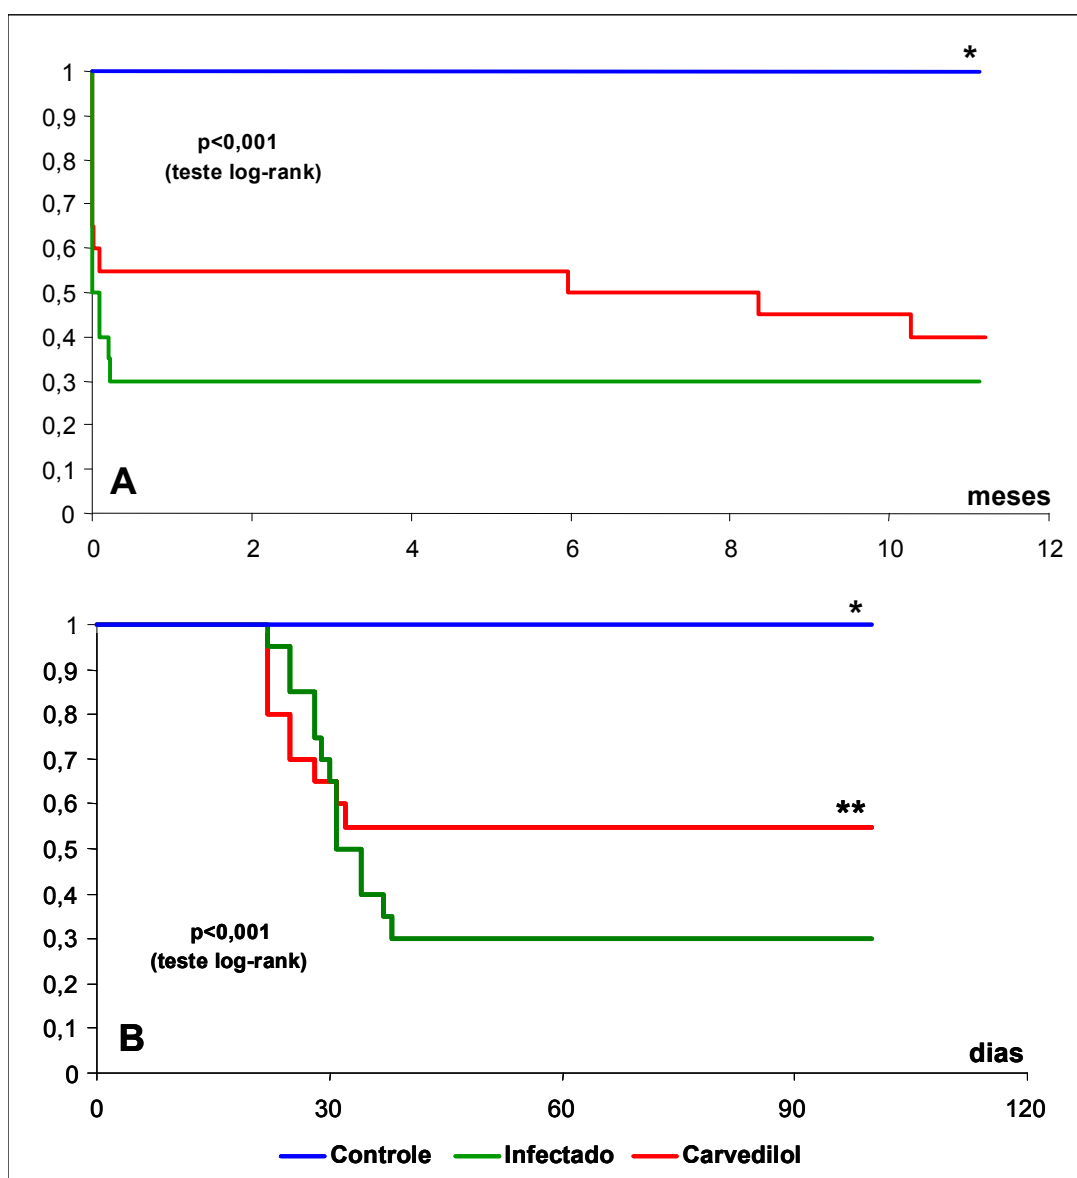 *
1
0,9
p<0,001
0,8
(teste log-rank)
0,7
0,6
0,5
0,4
0,3
0,2
0,1
A
meses
0
0 2 4 6 8 10 12
*
1
0,9
0,8
0,7
0,6
**
0,5
0,4
0,3
p<0,001
(teste log-rank)
0,2
0,1
B
dias
0
0 30 60 90 120
Controle Infectado Carvedilol